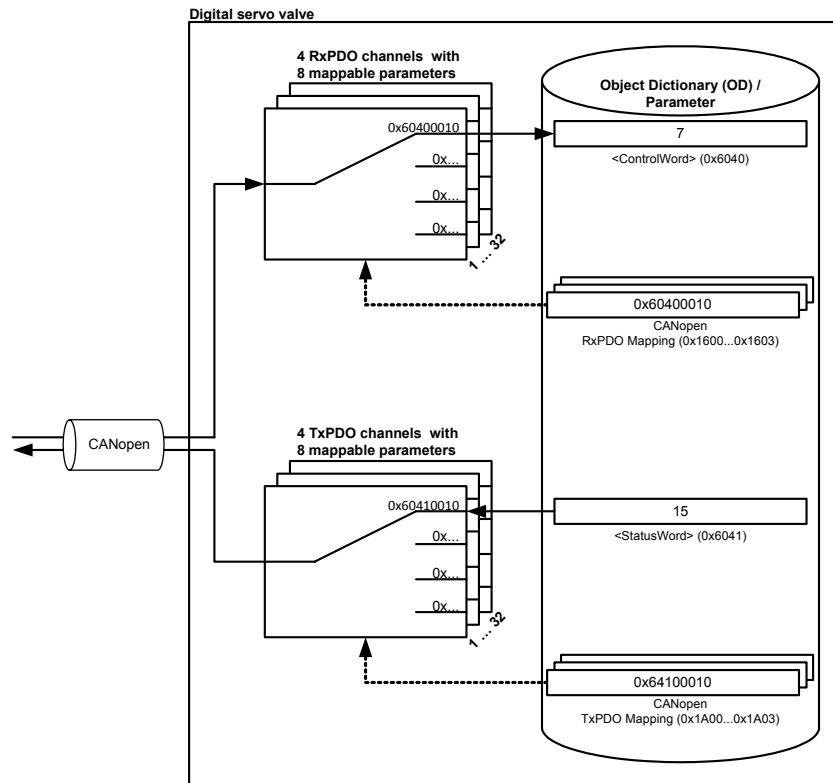 Digital servo valve
4 RxPDO channels with
8 mappable parameters
0x60400010
0x...
0x...
0x...
1 ... 32
Object Dictionary (OD) /
Parameter
7
<ControlWord> (0x6040)
0x60400010
CANopen
RxPDO Mapping (0x1600...0x1603)
CANopen
4 TxPDO channels with
8 mappable parameters
0x60410010
0x...
0x...
0x...
1 ... 32
15
<StatusWord> (0x6041)
0x64100010
CANopen
TxPDO Mapping (0x1A00...0x1A03)